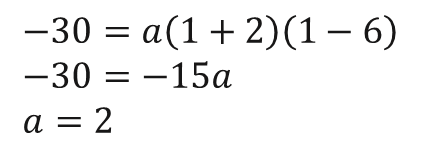 −30 = a(1 + 2)(1 − 6)
−30 = −15a
a = 2